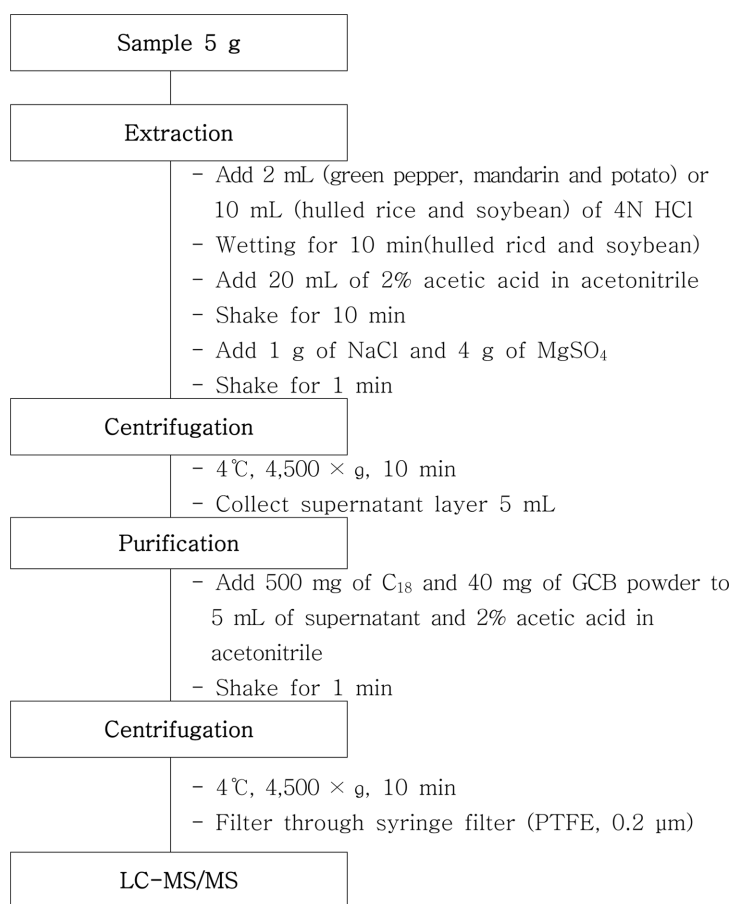 Sample 5 g
Extraction
- Add 2 mL (green pepper, mandarin and potato) or
10 mL (hulled rice and soybean) of 4N HCl
- Wetting for 10 min(hulled ricd and soybean)
- Add 20 mL of 2% acetic acid in acetonitrile
- Shake for 10 min
- Add 1 g of NaCl and 4 g of MgSO₄
- Shake for 1 min
Centrifugation
- 4℃, 4,500 × g, 10 min
- Collect supernatant layer 5 mL
Purification
- Add 500 mg of C₁₈ and 40 mg of GCB powder to
5 mL of supernatant and 2% acetic acid in
acetonitrile
- Shake for 1 min
Centrifugation
- 4℃, 4,500 × g, 10 min
- Filter through syringe filter (PTFE, 0.2 μm)
LC-MS/MS